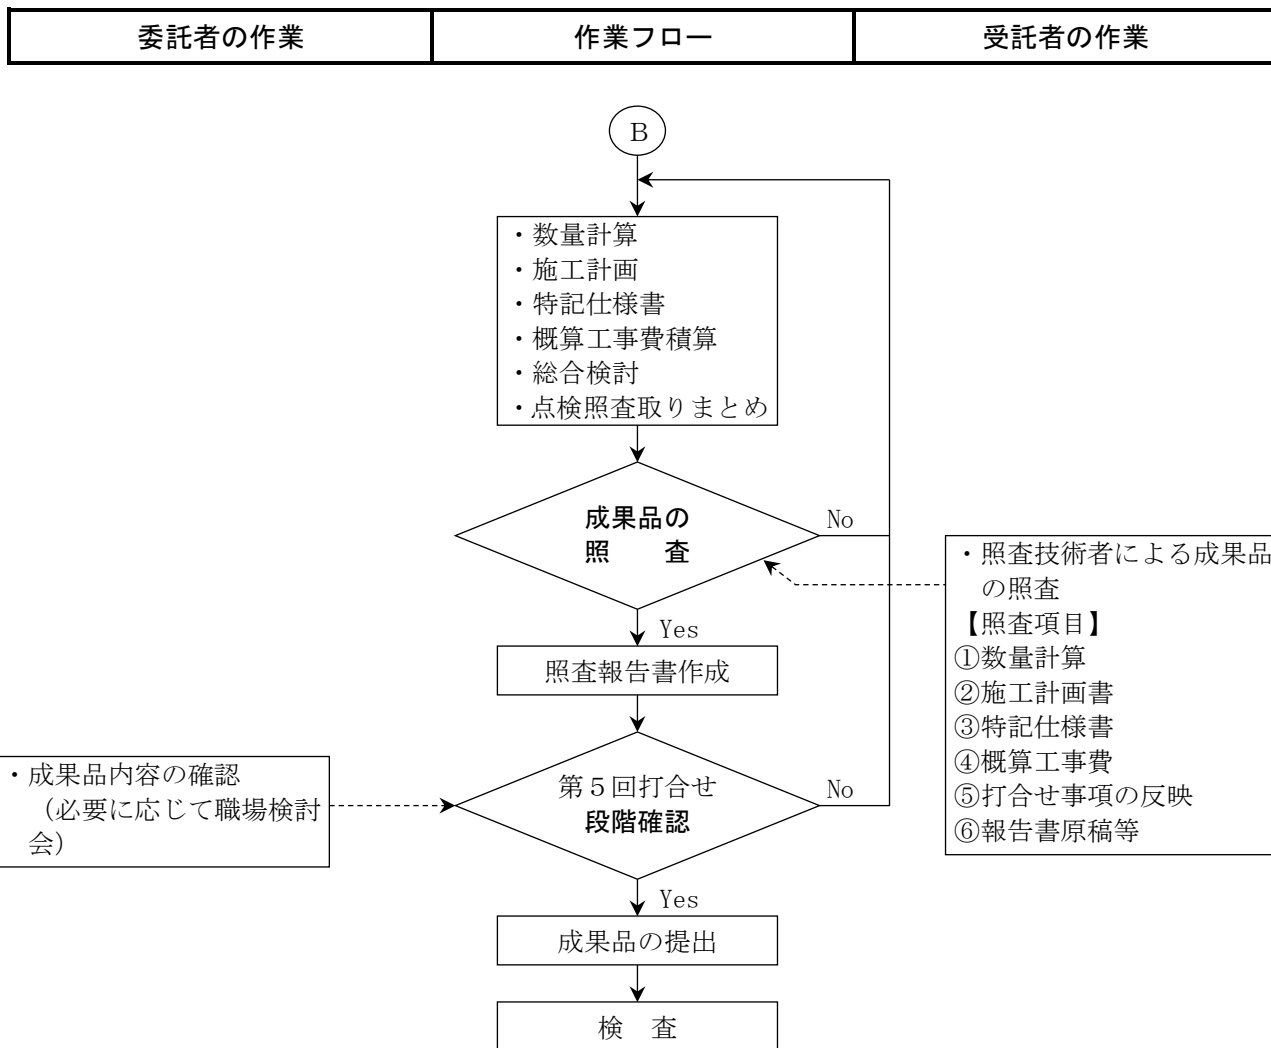 委託者の作業
作業フロー
受託者の作業
B
・数量計算
・施工計画
・特記仕様書
・概算工事費積算
・総合検討
・点検照査取りまとめ
成果品の
照　査
No
・照査技術者による成果品
の照査
【照査項目】
①数量計算
②施工計画書
③特記仕様書
④概算工事費
⑤打合せ事項の反映
⑥報告書原稿等
Yes
照査報告書作成
・成果品内容の確認
（必要に応じて職場検討
会）
第５回打合せ
段階確認
No
Yes
成果品の提出
検　査